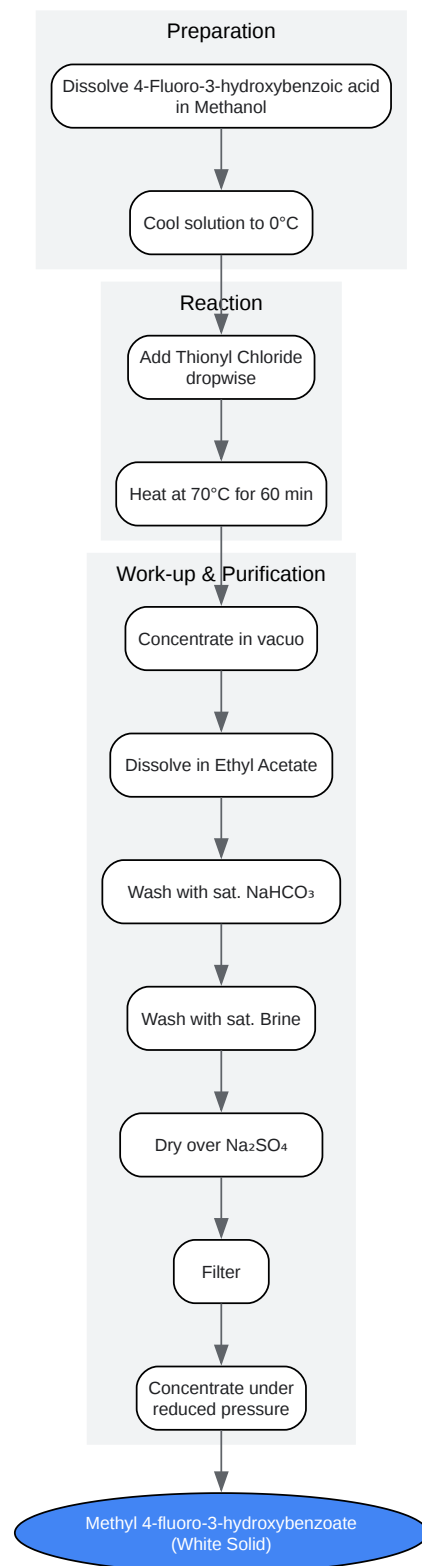 Preparation
Dissolve 4-Fluoro-3-hydroxybenzoic acid
in Methanol
Cool solution to 0°C
Reaction
Add Thionyl Chloride
dropwise
Heat at 70°C for 60 min
Work-up & Purification
Concentrate in vacuo
Dissolve in Ethyl Acetate
Wash with sat. NaHCO₃
Wash with sat. Brine
Dry over Na₂SO₄
Filter
Concentrate under
reduced pressure
Methyl 4-fluoro-3-hydroxybenzoate
(White Solid)